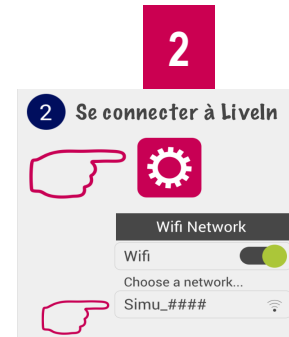 2
2 Se connecter à LiveIn
Wifi Network
Wifi
Choose a network...
Simu_####